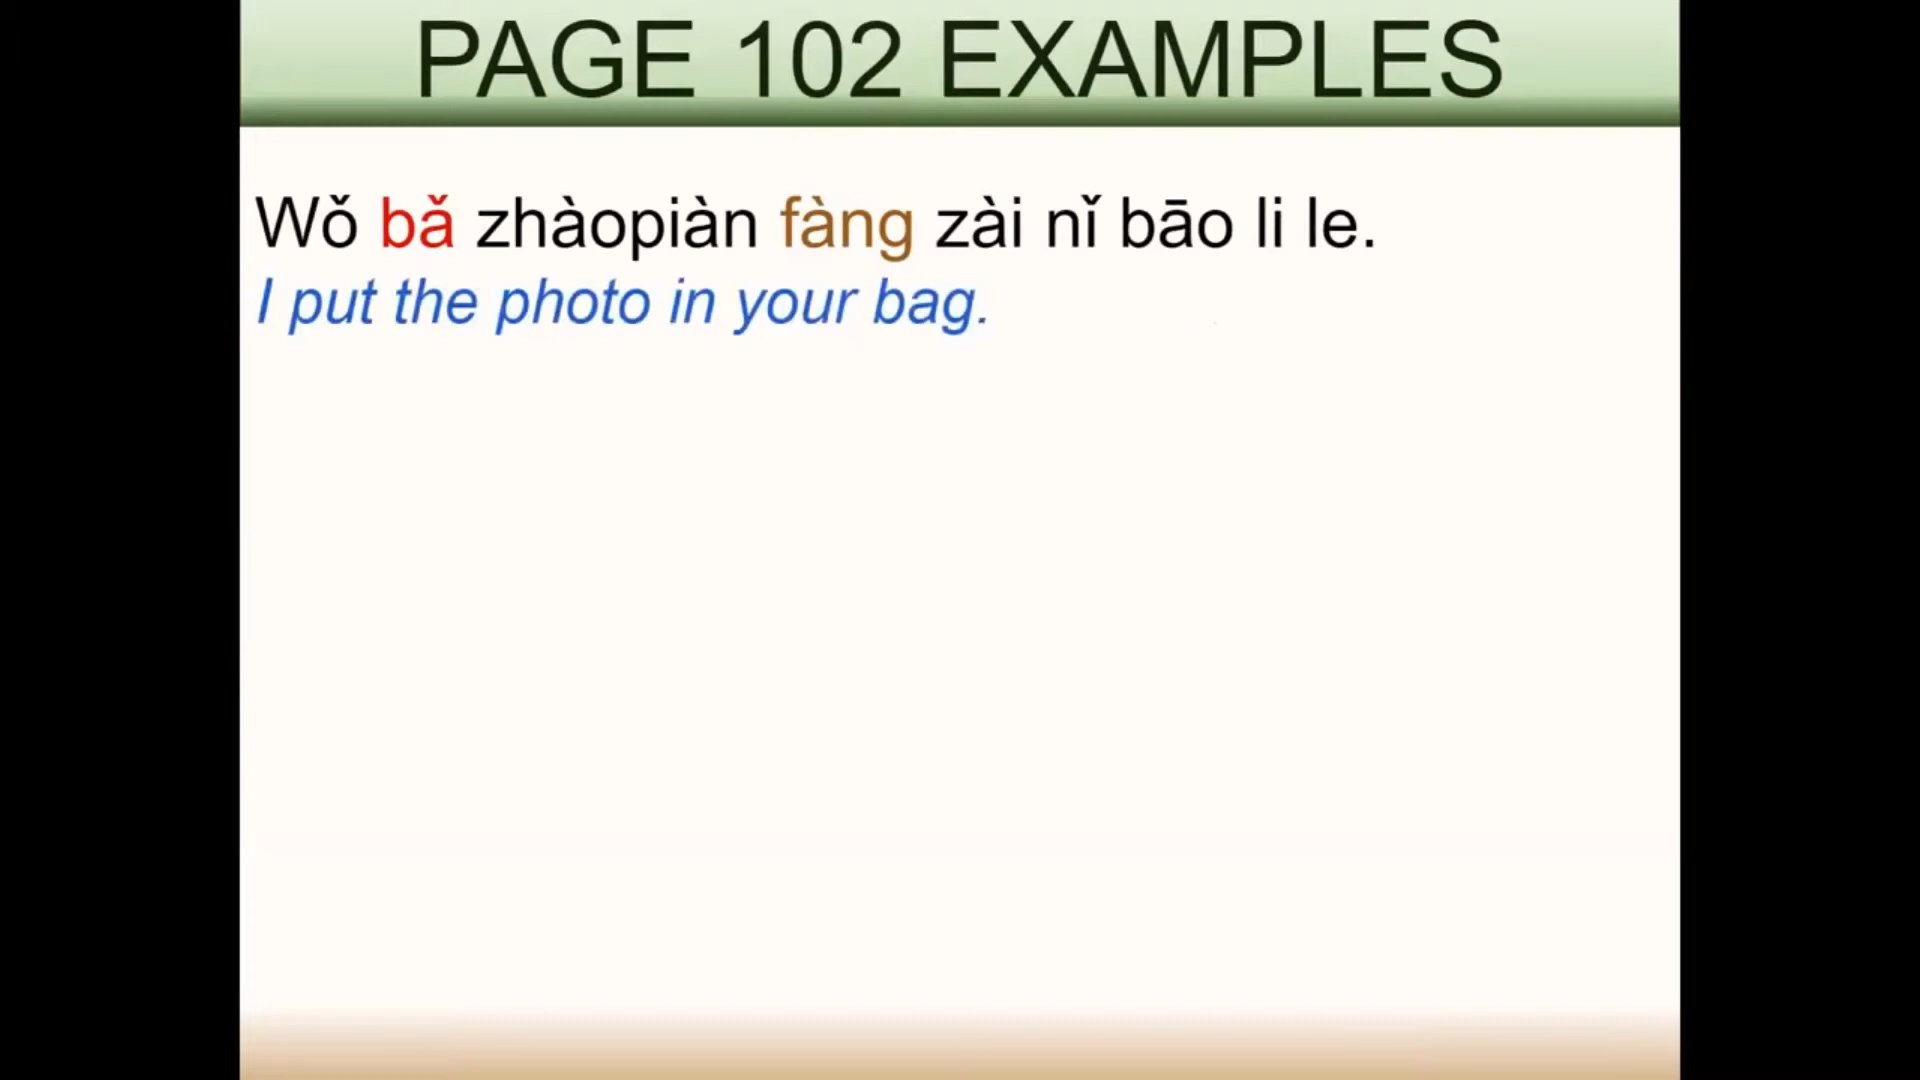 PAGE 102 EXAMPLES
Wǒ bǎ zhàopiàn fàng zài nǐ bāo li le.
I put the photo in your bag.